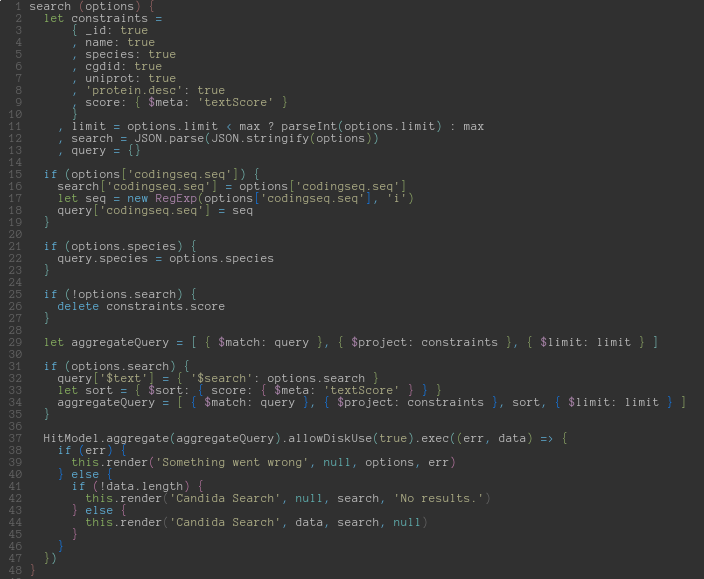 1 search (options) {
2   let constraints =
3       { _id: true
4       , name: true
5       , species: true
6       , cgdid: true
7       , uniprot: true
8       , 'protein.desc': true
9       , score: { $meta: 'textScore' }
10       }
11     , limit = options.limit < max ? parseInt(options.limit) : max
12     , search = JSON.parse(JSON.stringify(options))
13     , query = {}
14
15   if (options['codingseq.seq']) {
16     search['codingseq.seq'] = options['codingseq.seq']
17     let seq = new RegExp(options['codingseq.seq'], 'i')
18     query['codingseq.seq'] = seq
19   }
20
21   if (options.species) {
22     query.species = options.species
23   }
24
25   if (!options.search) {
26     delete constraints.score
27   }
28
29   let aggregateQuery = [ { $match: query }, { $project: constraints }, { $limit: limit } ]
30
31   if (options.search) {
32     query['$text'] = { '$search': options.search }
33     let sort = { $sort: { score: { $meta: 'textScore' } } }
34     aggregateQuery = [ { $match: query }, { $project: constraints }, sort, { $limit: limit } ]
35   }
36
37   HitModel.aggregate(aggregateQuery).allowDiskUse(true).exec((err, data) => {
38     if (err) {
39       this.render('Something went wrong', null, options, err)
40     } else {
41       if (!data.length) {
42         this.render('Candida Search', null, search, 'No results.')
43       } else {
44         this.render('Candida Search', data, search, null)
45       }
46     }
47   })
48 }